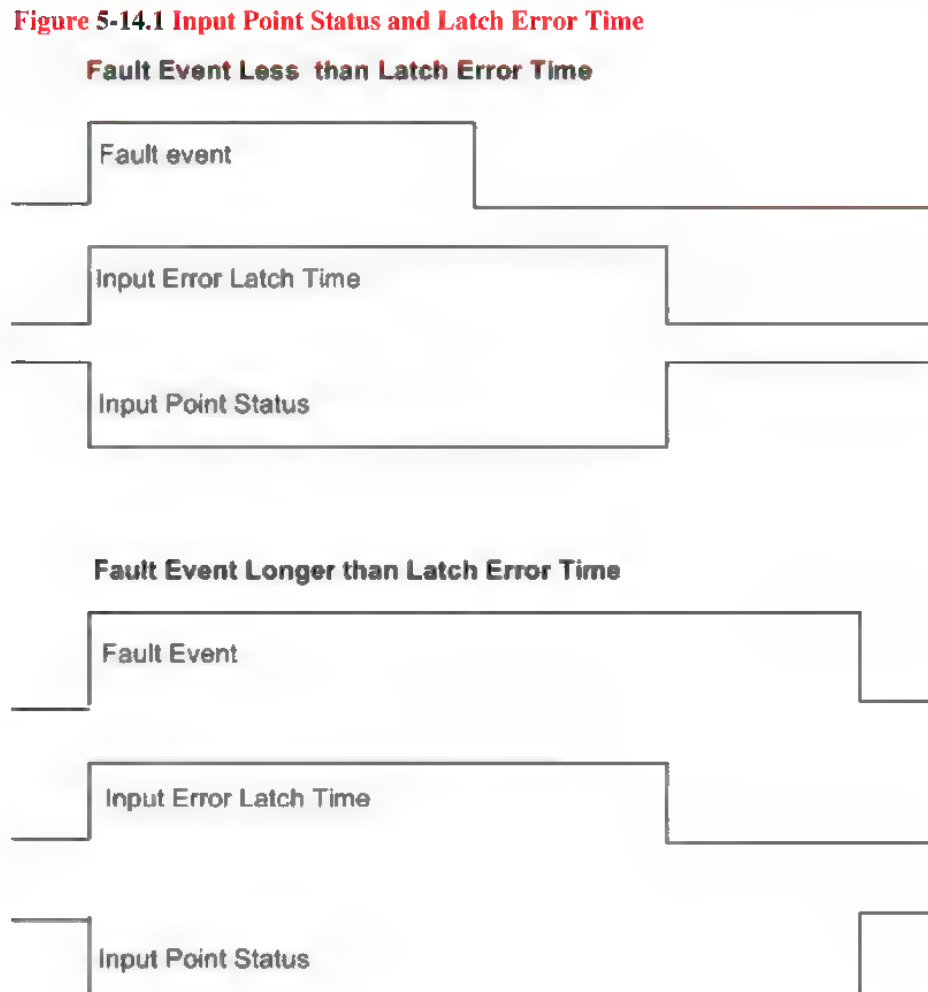 Figure 5-14.1 Input Point Status and Latch Error Time
Fault Event Less than Latch Error Time
Fault event
Input Error Latch Time
Input Point Status
Fault Event Longer than Latch Error Time
Fault Event
Input Error Latch Time
Input Point Status